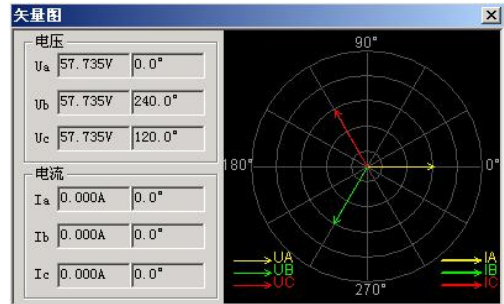 矢量图
电压
Ua 57.735V 0.0°
Ub 57.735V 240.0°
Uc 57.735V 120.0°
电流
Ia 0.000A 0.0°
Ib 0.000A 0.0°
Ic 0.000A 0.0°
90°
180°
0°
270°
UA
UB
UC
IA
IB
IC